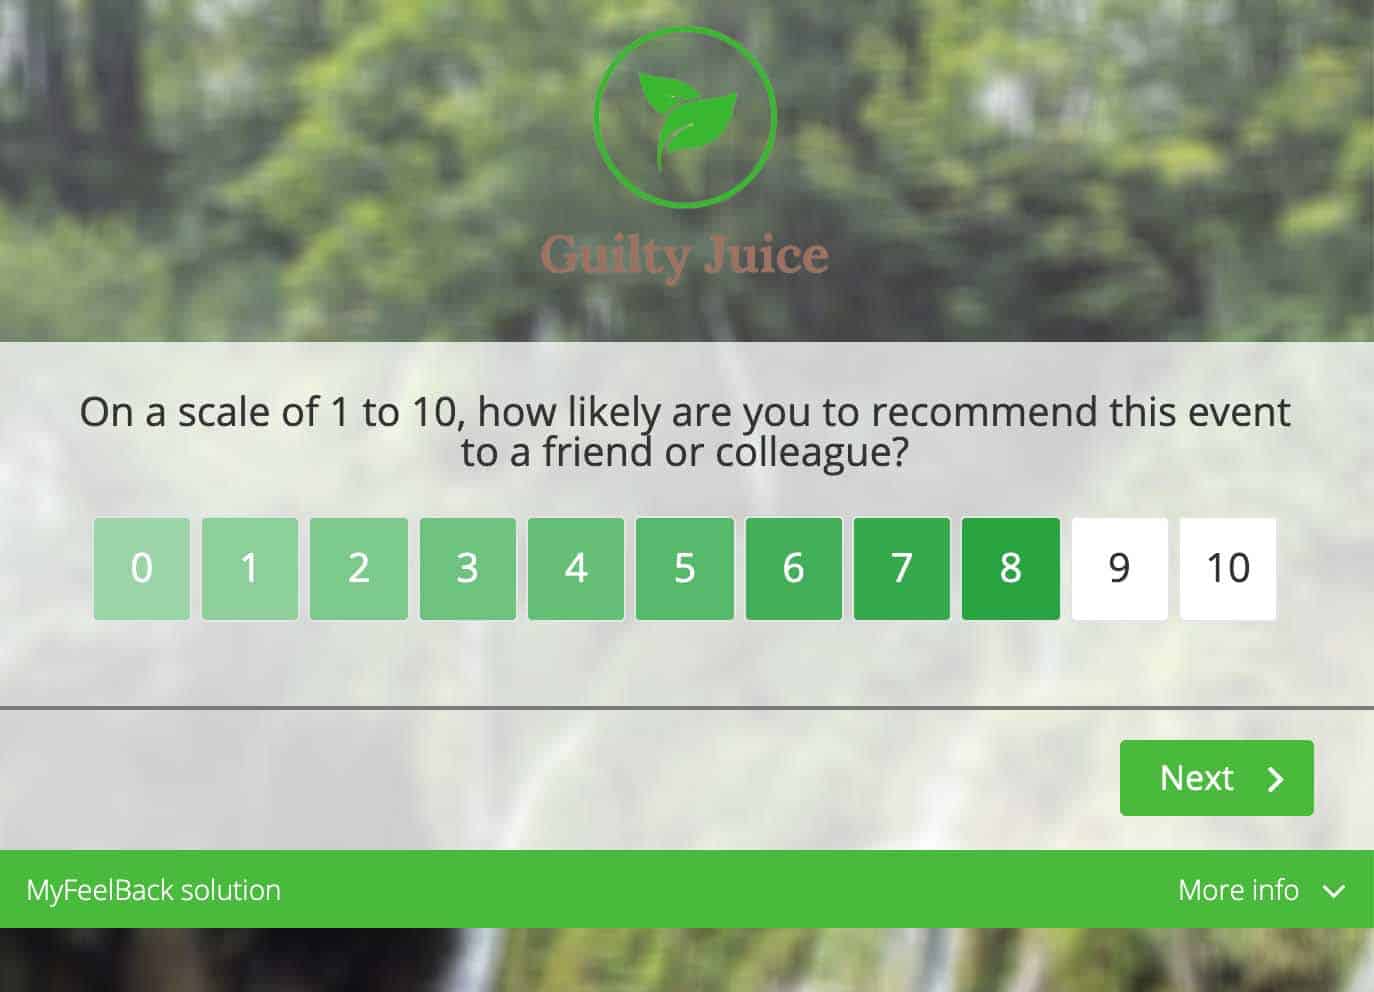 Guilty Juice
On a scale of 1 to 10, how likely are you to recommend this event
to a friend or colleague?
0 1 2 3 4 5 6 7 8 9 10
Next
MyFeelBack solution
More info